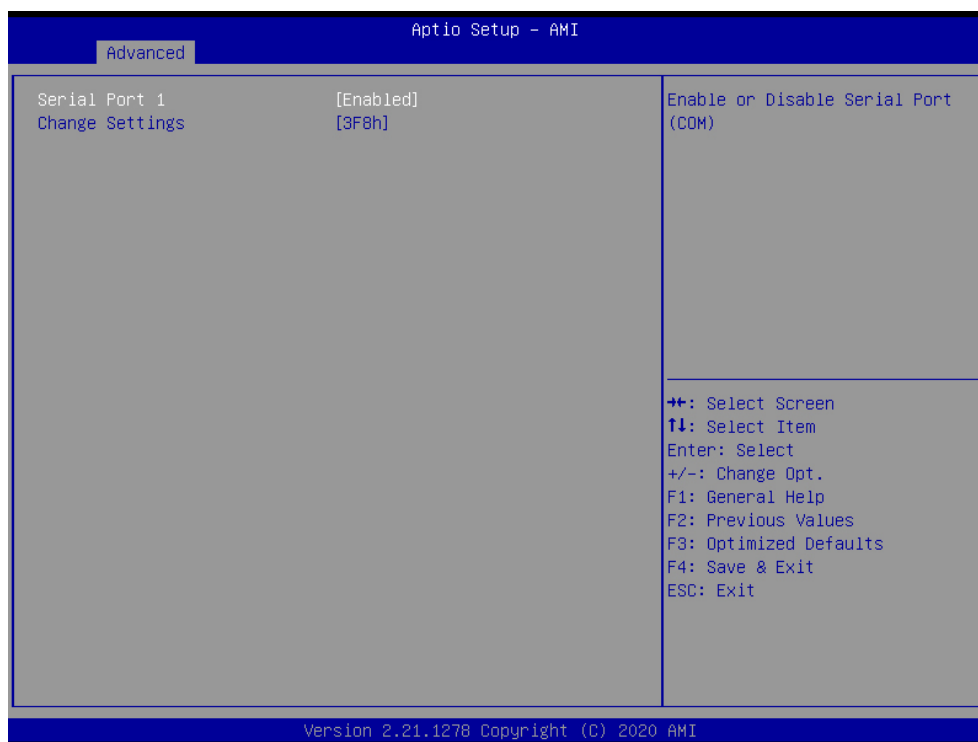 Aptio Setup – AMI
Advanced
Serial Port 1 [Enabled]
Change Settings [3F8h]
Enable or Disable Serial Port
(COM)
→←: Select Screen
↑↓: Select Item
Enter: Select
+/-: Change Opt.
F1: General Help
F2: Previous Values
F3: Optimized Defaults
F4: Save & Exit
ESC: Exit
Version 2.21.1278 Copyright (C) 2020 AMI